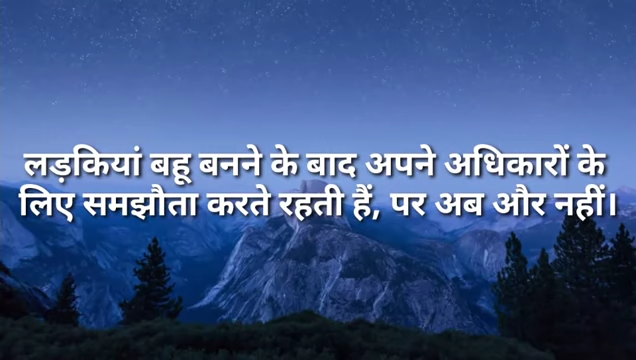 लड़कियां बहू बनने के बाद अपने अधिकारों के
लिए समझौता करते रहती हैं, पर अब और नहीं।